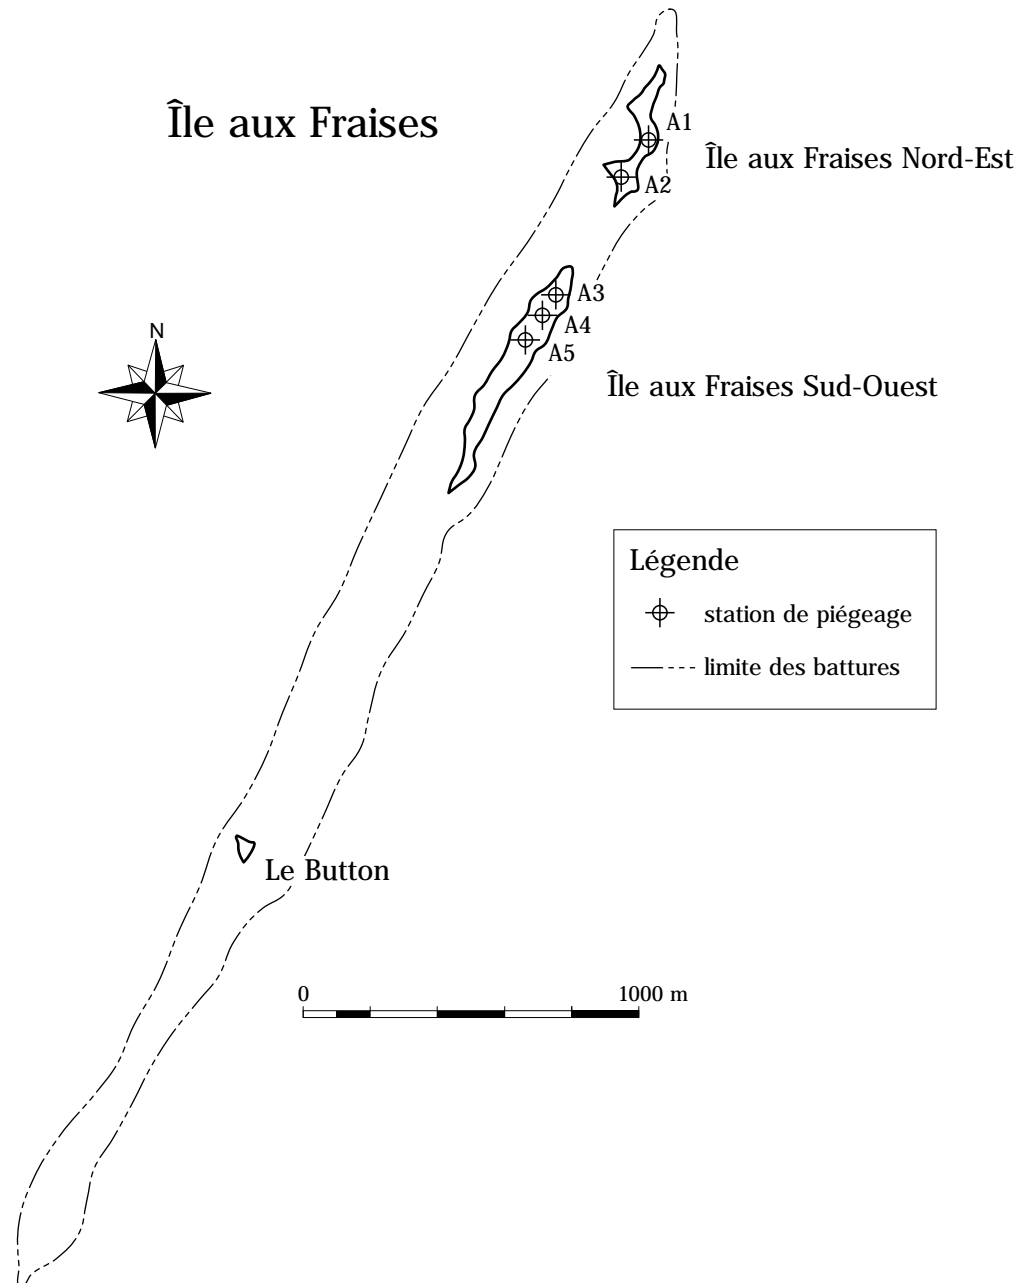 Île aux Fraises
A1
Île aux Fraises Nord-Est
A2
A3
A4
A5
N
Île aux Fraises Sud-Ouest
Légende
station de piégeage
limite des battures
Le Button
0
1000 m